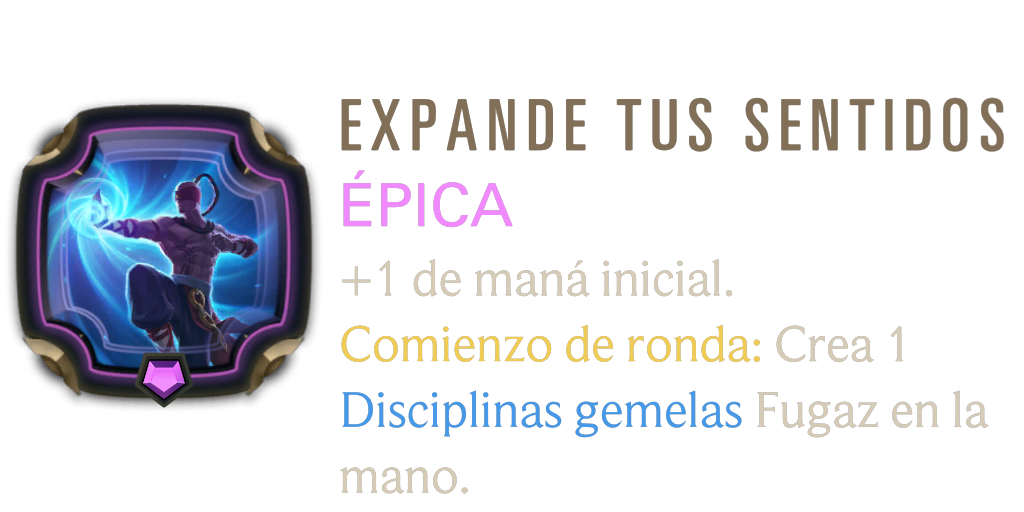 EXPANDE TUS SENTIDOS
ÉPICA
+1 de maná inicial.
Comienzo de ronda: Crea 1
Disciplinas gemelas Fugaz en la
mano.